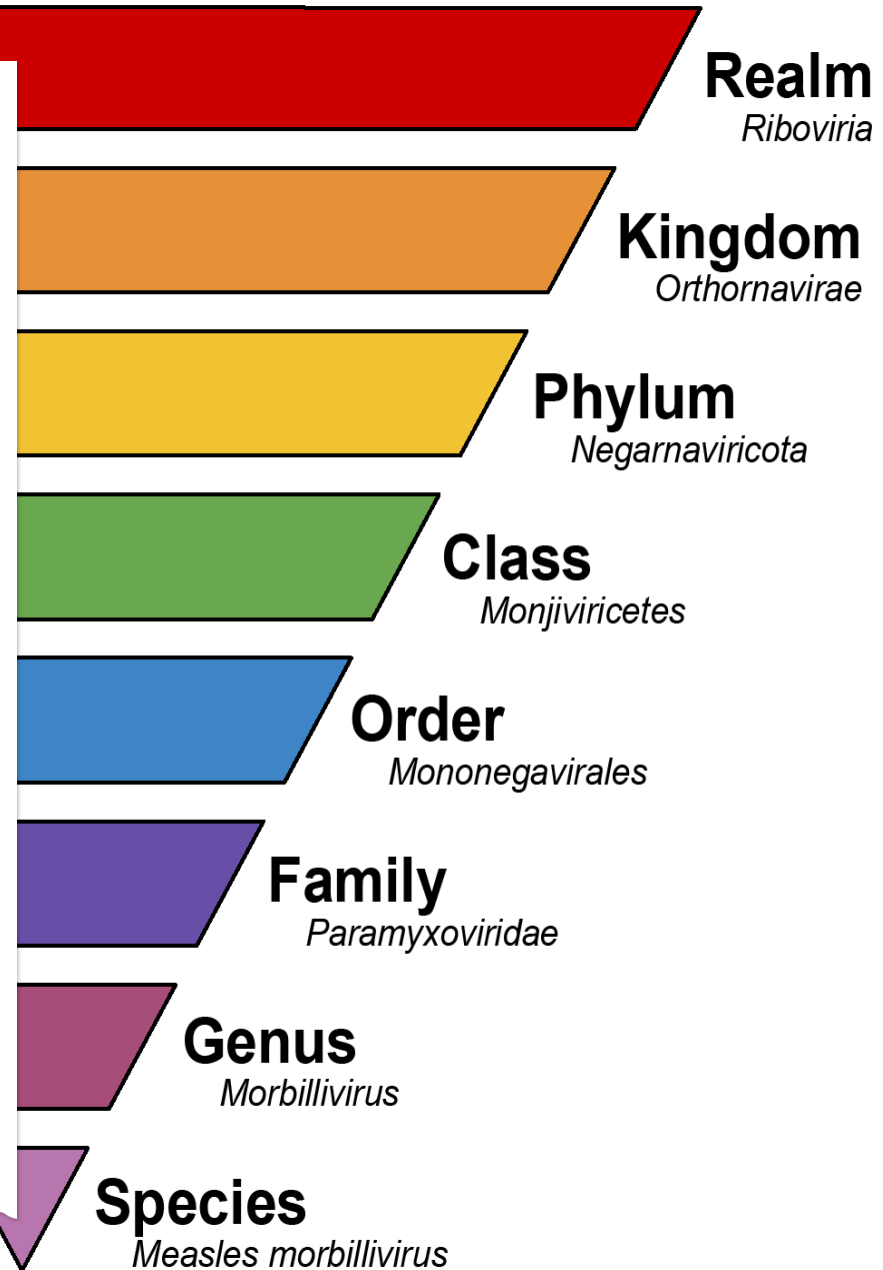 Realm
Riboviria
Kingdom
Orthornavirae
Phylum
Negarnaviricota
Class
Monjiviricetes
Order
Mononegavirales
Family
Paramyxoviridae
Genus
Morbillivirus
Species
Measles morbillivirus